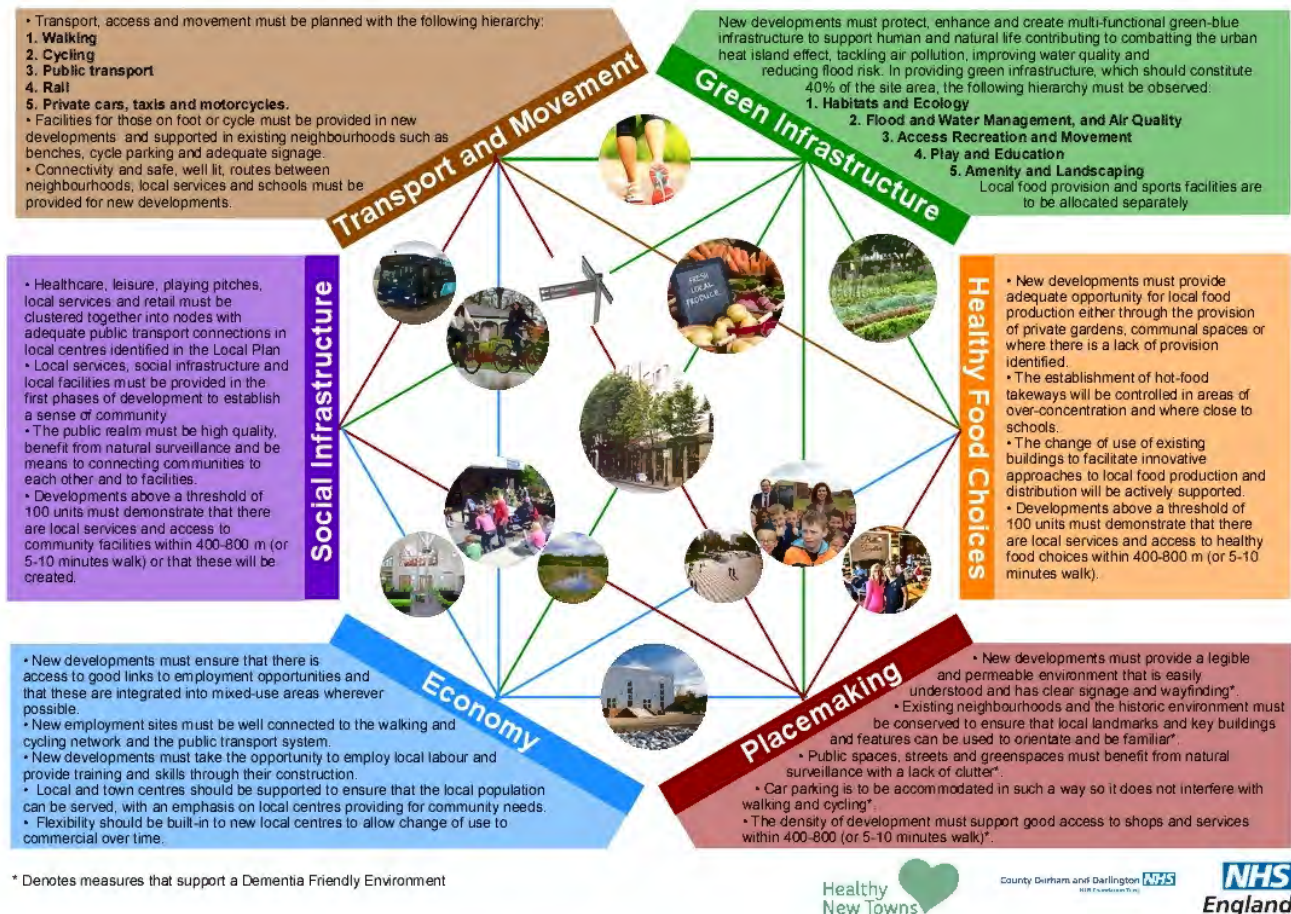 • Transport, access and movement must be planned with the following hierarchy:
1. Walking
2. Cycling
3. Public transport
4. Rail
5. Private cars, taxis and motorcycles.
• Facilities for those on foot or cycle must be provided in new
developments and supported in existing neighbourhoods such as
benches, cycle parking and adequate signage.
• Connectivity and safe, well lit, routes between
neighbourhoods, local services and schools must be
provided for new developments.
Transport and Movement
New developments must protect, enhance and create multi-functional green-blue
infrastructure to support human and natural life contributing to combatting the urban
heat island effect, tackling air pollution, improving water quality and
reducing flood risk. In providing green infrastructure, which should constitute
40% of the site area, the following hierarchy must be observed:
1. Habitats and Ecology
2. Flood and Water Management, and Air Quality
3. Access Recreation and Movement
4. Play and Education
5. Amenity and Landscaping
Local food provision and sports facilities are
to be allocated separately
Green Infrastructure
• Healthcare, leisure, playing pitches,
local services and retail must be
clustered together into nodes with
adequate public transport connections in
local centres identified in the Local Plan
• Local services, social infrastructure and
local facilities must be provided in the
first phases of development to establish
a sense of community
• The public realm must be high quality,
benefit from natural surveillance and be
means to connecting communities to
each other and to facilities.
• Developments above a threshold of
100 units must demonstrate that there
are local services and access to
community facilities within 400-800 m (or
5-10 minutes walk) or that these will be
created.
Social Infrastructure
FRESH
LOCAL
PRODUCE
Healthy Food Choices
• New developments must provide
adequate opportunity for local food
production either through the provision
of private gardens, communal spaces or
where there is a lack of provision
identified.
• The establishment of hot-food
takeways will be controlled in areas of
over-concentration and where close to
schools.
• The change of use of existing
buildings to facilitate innovative
approaches to local food production and
distribution will be actively supported.
• Developments above a threshold of
100 units must demonstrate that there
are local services and access to healthy
food choices within 400-800 m (or 5-10
minutes walk).
• New developments must ensure that there is
access to good links to employment opportunities and
that these are integrated into mixed-use areas wherever
possible.
• New employment sites must be well connected to the walking and
cycling network and the public transport system.
• New developments must take the opportunity to employ local labour and
provide training and skills through their construction.
• Local and town centres should be supported to ensure that the local population
can be served, with an emphasis on local centres providing for community needs.
• Flexibility should be built-in to new local centres to allow change of use to
commercial over time.
Economy
Placemaking
• New developments must provide a legible
and permeable environment that is easily
understood and has clear signage and wayfinding*.
• Existing neighbourhoods and the historic environment must
be conserved to ensure that local landmarks and key buildings
and features can be used to orientate and be familiar*.
• Public spaces, streets and greenspaces must benefit from natural
surveillance with a lack of clutter*.
• Car parking is to be accommodated in such a way so it does not interfere with
walking and cycling*.
• The density of development must support good access to shops and services
within 400-800 (or 5-10 minutes walk)*.
* Denotes measures that support a Dementia Friendly Environment
Healthy
New Towns
County Durham and Darlington NHS
NHS Foundation Trust
NHS
England